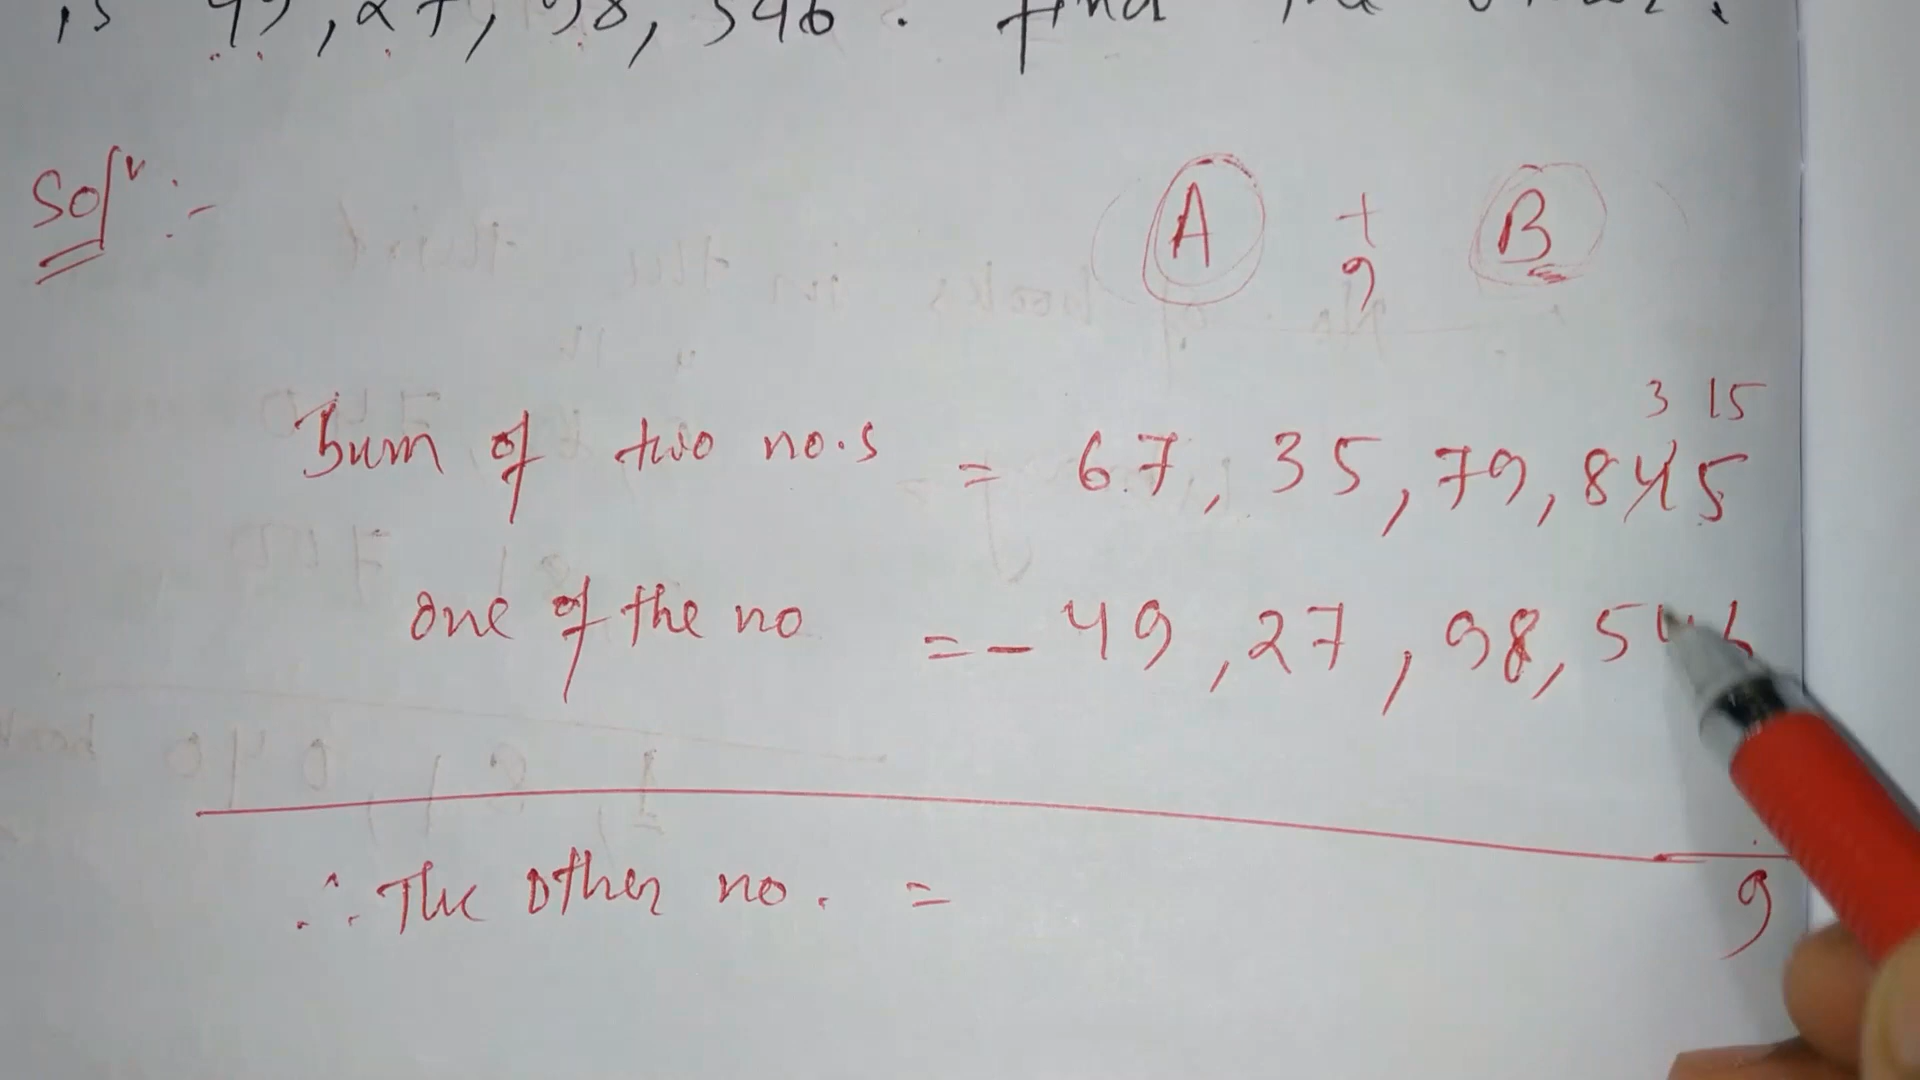 is 49,27,98,546. find the other.
Solⁿ :-
A + B
9
3 15
Sum of two no.s = 67,35,79,845
one of the no = - 49,27,98,546
∴ The other no. = 9